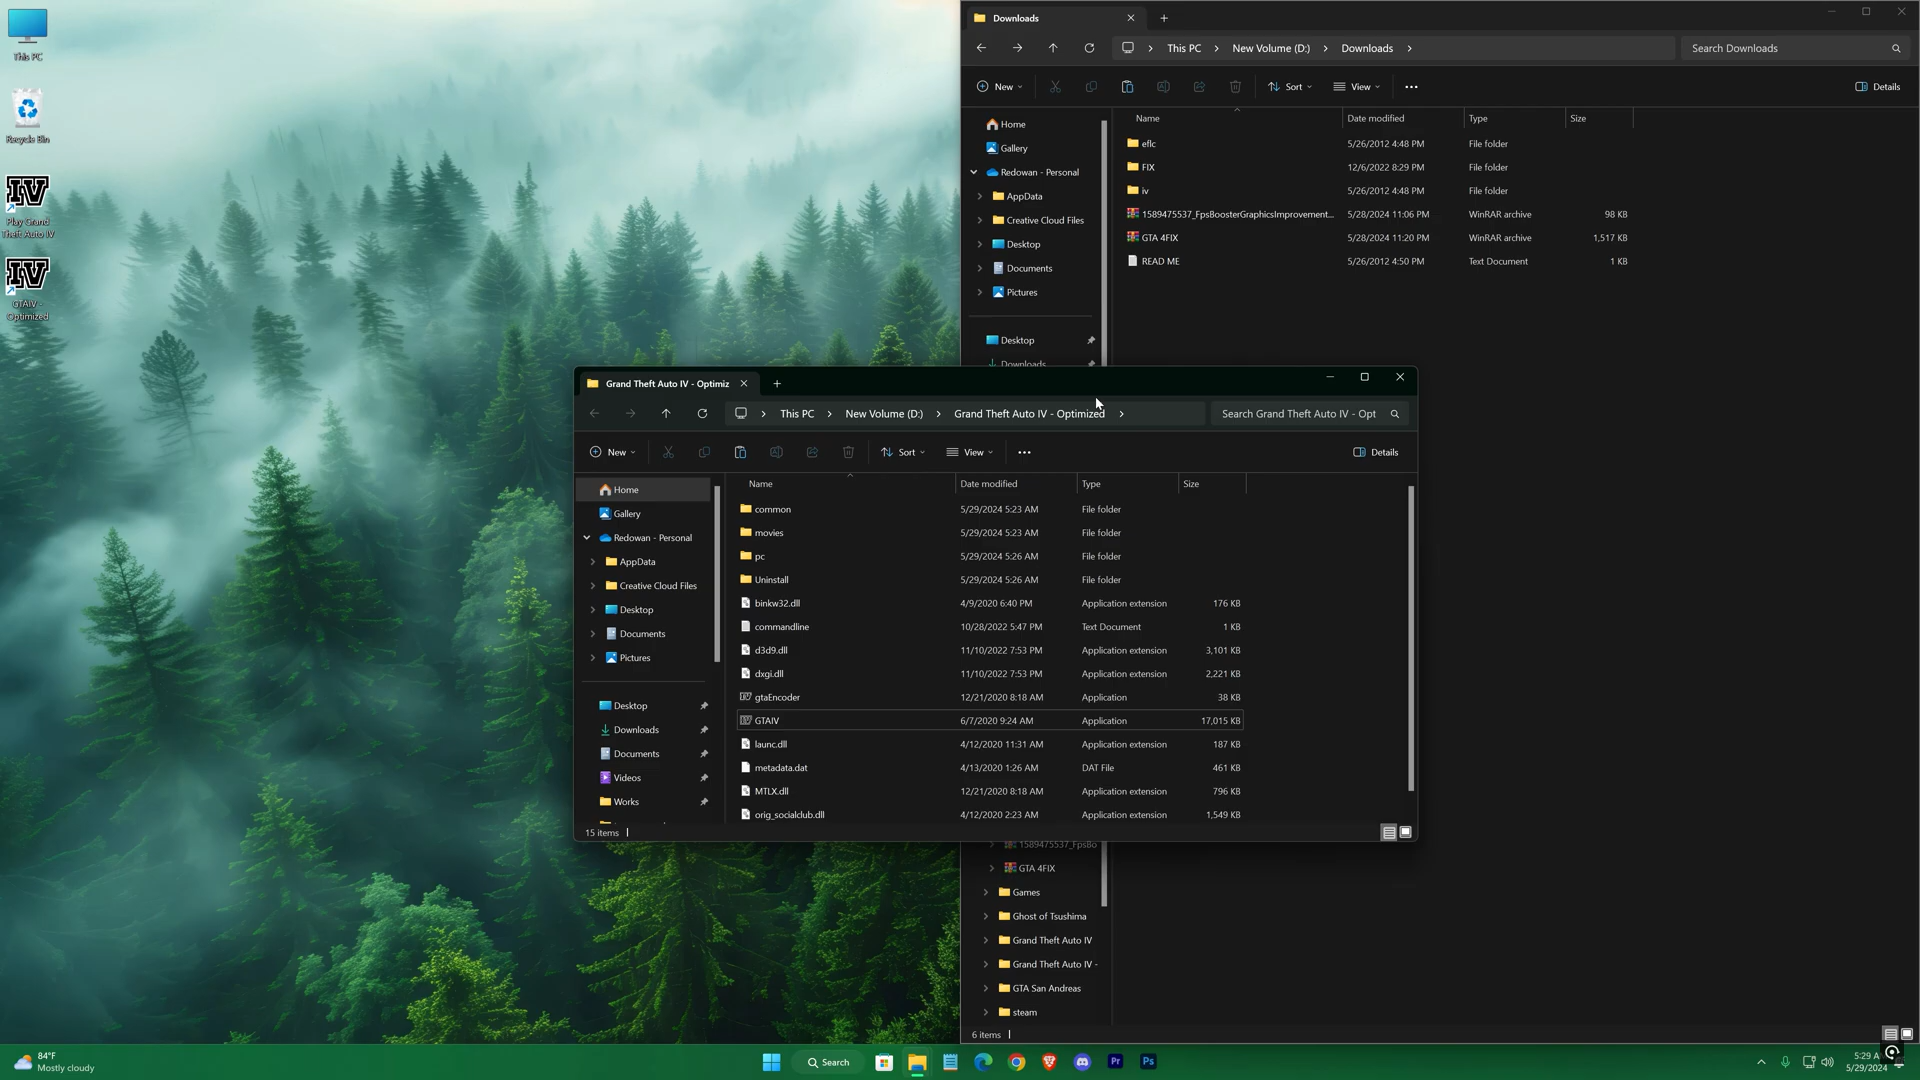 This PC
Recycle Bin
Play Grand
Theft Auto IV
GTAIV -
Optimized
Downloads
This PC
New Volume (D:)
Downloads
Search Downloads
New
Sort
View
Details
Name
Date modified
Type
Size
Home
Gallery
Redowan - Personal
AppData
Creative Cloud Files
Desktop
Documents
Pictures
Desktop
Downloads
eflc 5/26/2012 4:48 PM File folder
FIX 12/6/2022 8:29 PM File folder
iv 5/26/2012 4:48 PM File folder
1589475537_FpsBoosterGraphicsImprovement... 5/28/2024 11:06 PM WinRAR archive 98 KB
GTA 4FIX 5/28/2024 11:20 PM WinRAR archive 1,517 KB
READ ME 5/26/2012 4:50 PM Text Document 1 KB
Grand Theft Auto IV - Optimiz
This PC
New Volume (D:)
Grand Theft Auto IV - Optimized
Search Grand Theft Auto IV - Opt
New
Sort
View
Details
Home
Gallery
Redowan - Personal
AppData
Creative Cloud Files
Desktop
Documents
Pictures
Desktop
Downloads
Documents
Videos
Works
Name Date modified Type Size
common 5/29/2024 5:23 AM File folder
movies 5/29/2024 5:23 AM File folder
pc 5/29/2024 5:26 AM File folder
Uninstall 5/29/2024 5:26 AM File folder
binkw32.dll 4/9/2020 6:40 PM Application extension 176 KB
commandline 10/28/2022 5:47 PM Text Document 1 KB
d3d9.dll 11/10/2022 7:53 PM Application extension 3,101 KB
dxgi.dll 11/10/2022 7:53 PM Application extension 2,221 KB
gtaEncoder 12/21/2020 8:18 AM Application 38 KB
GTAIV 6/7/2020 9:24 AM Application 17,015 KB
launc.dll 4/12/2020 11:31 AM Application extension 187 KB
metadata.dat 4/13/2020 1:26 AM DAT File 461 KB
MTLX.dll 12/21/2020 8:18 AM Application extension 796 KB
orig_socialclub.dll 4/12/2020 2:23 AM Application extension 1,549 KB
15 items
1589475537_FpsBo
GTA 4FIX
Games
Ghost of Tsushima
Grand Theft Auto IV
Grand Theft Auto IV -
GTA San Andreas
steam
6 items
84°F
Mostly cloudy
Search
Pr
Ps
5:29 A
5/29/2024